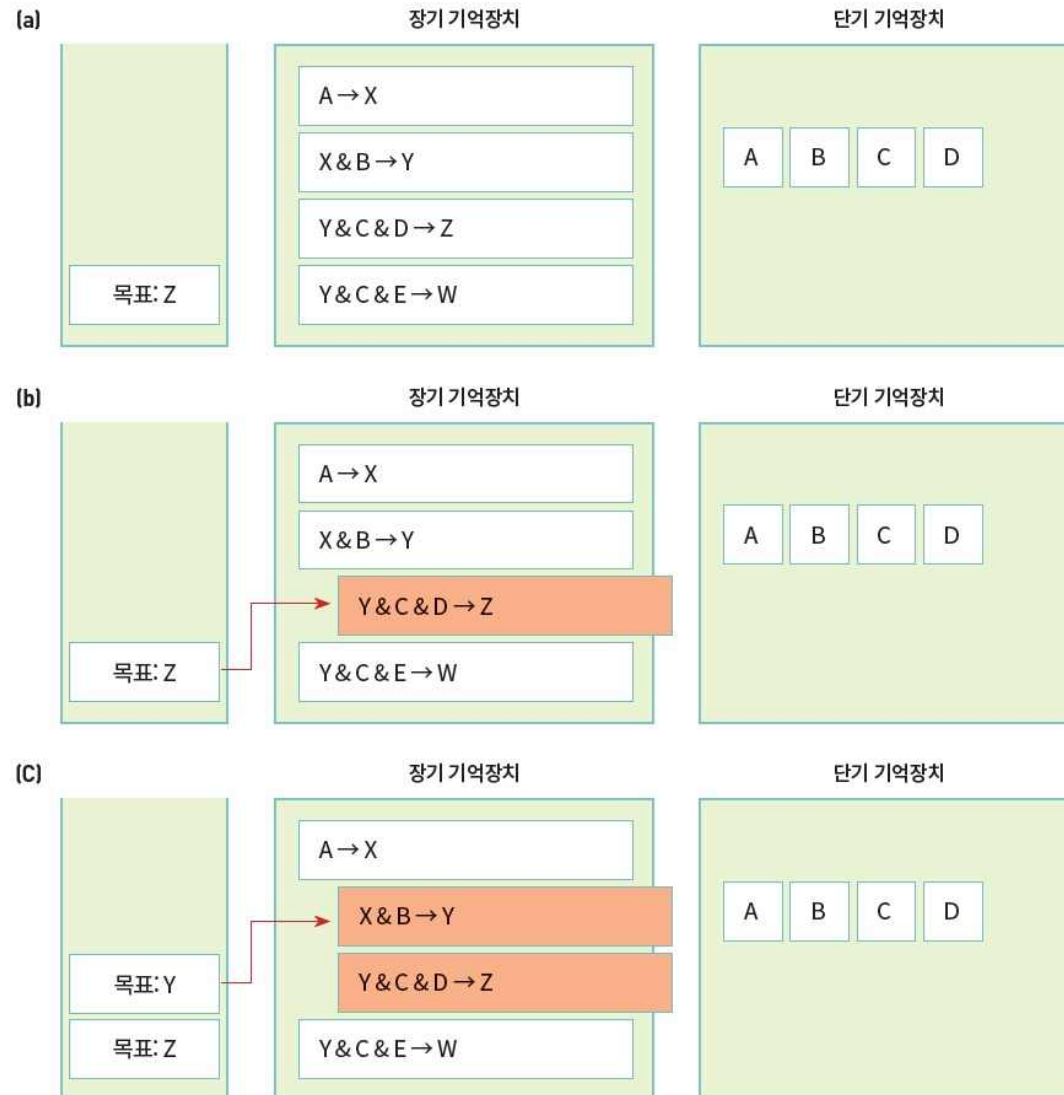 (a)
장기 기억장치
단기 기억장치
A → X
X & B → Y
Y & C & D → Z
Y & C & E → W
목표: Z
A B C D
(b)
장기 기억장치
단기 기억장치
A → X
X & B → Y
Y & C & D → Z
Y & C & E → W
목표: Z
A B C D
(C)
장기 기억장치
단기 기억장치
A → X
X & B → Y
Y & C & D → Z
Y & C & E → W
목표: Y
목표: Z
A B C D